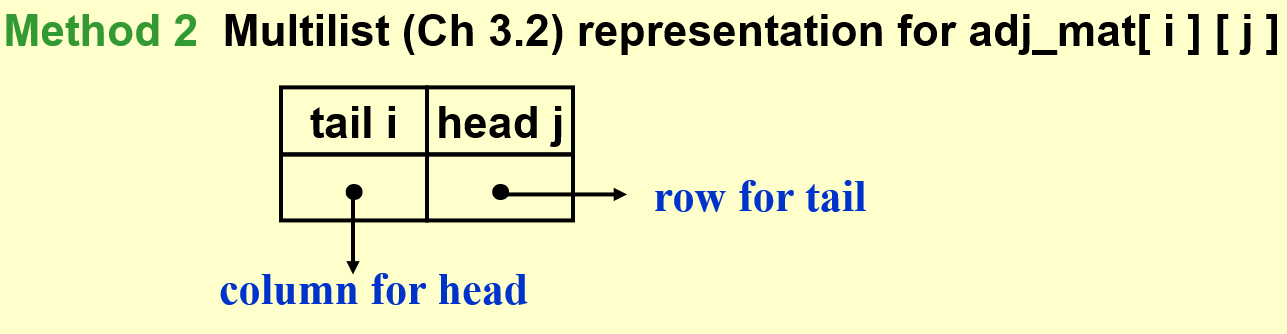 Method 2 Multilist (Ch 3.2) representation for adj_mat[ i ] [ j ]
tail i head j
row for tail
column for head